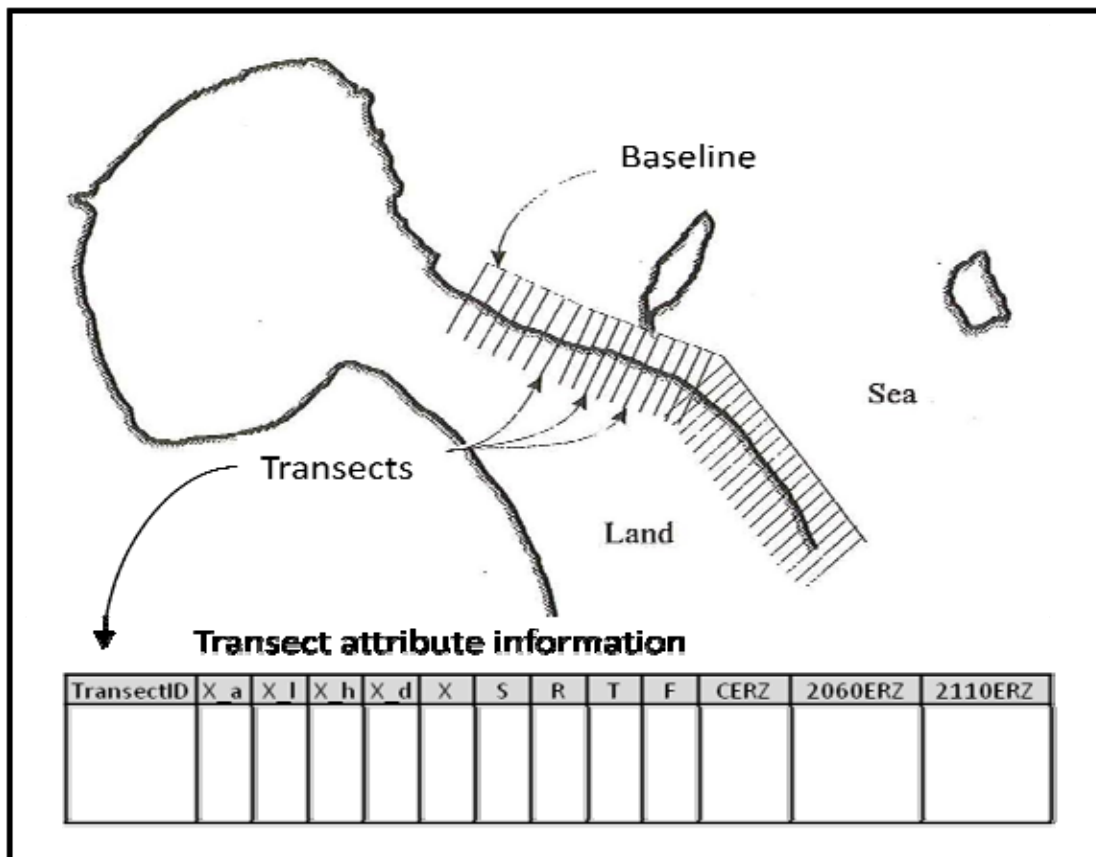 Baseline
Sea
Transects
Land
Transect attribute information
TransectID X_a X_l X_h X_d X S R T F CERZ 2060ERZ 2110ERZ